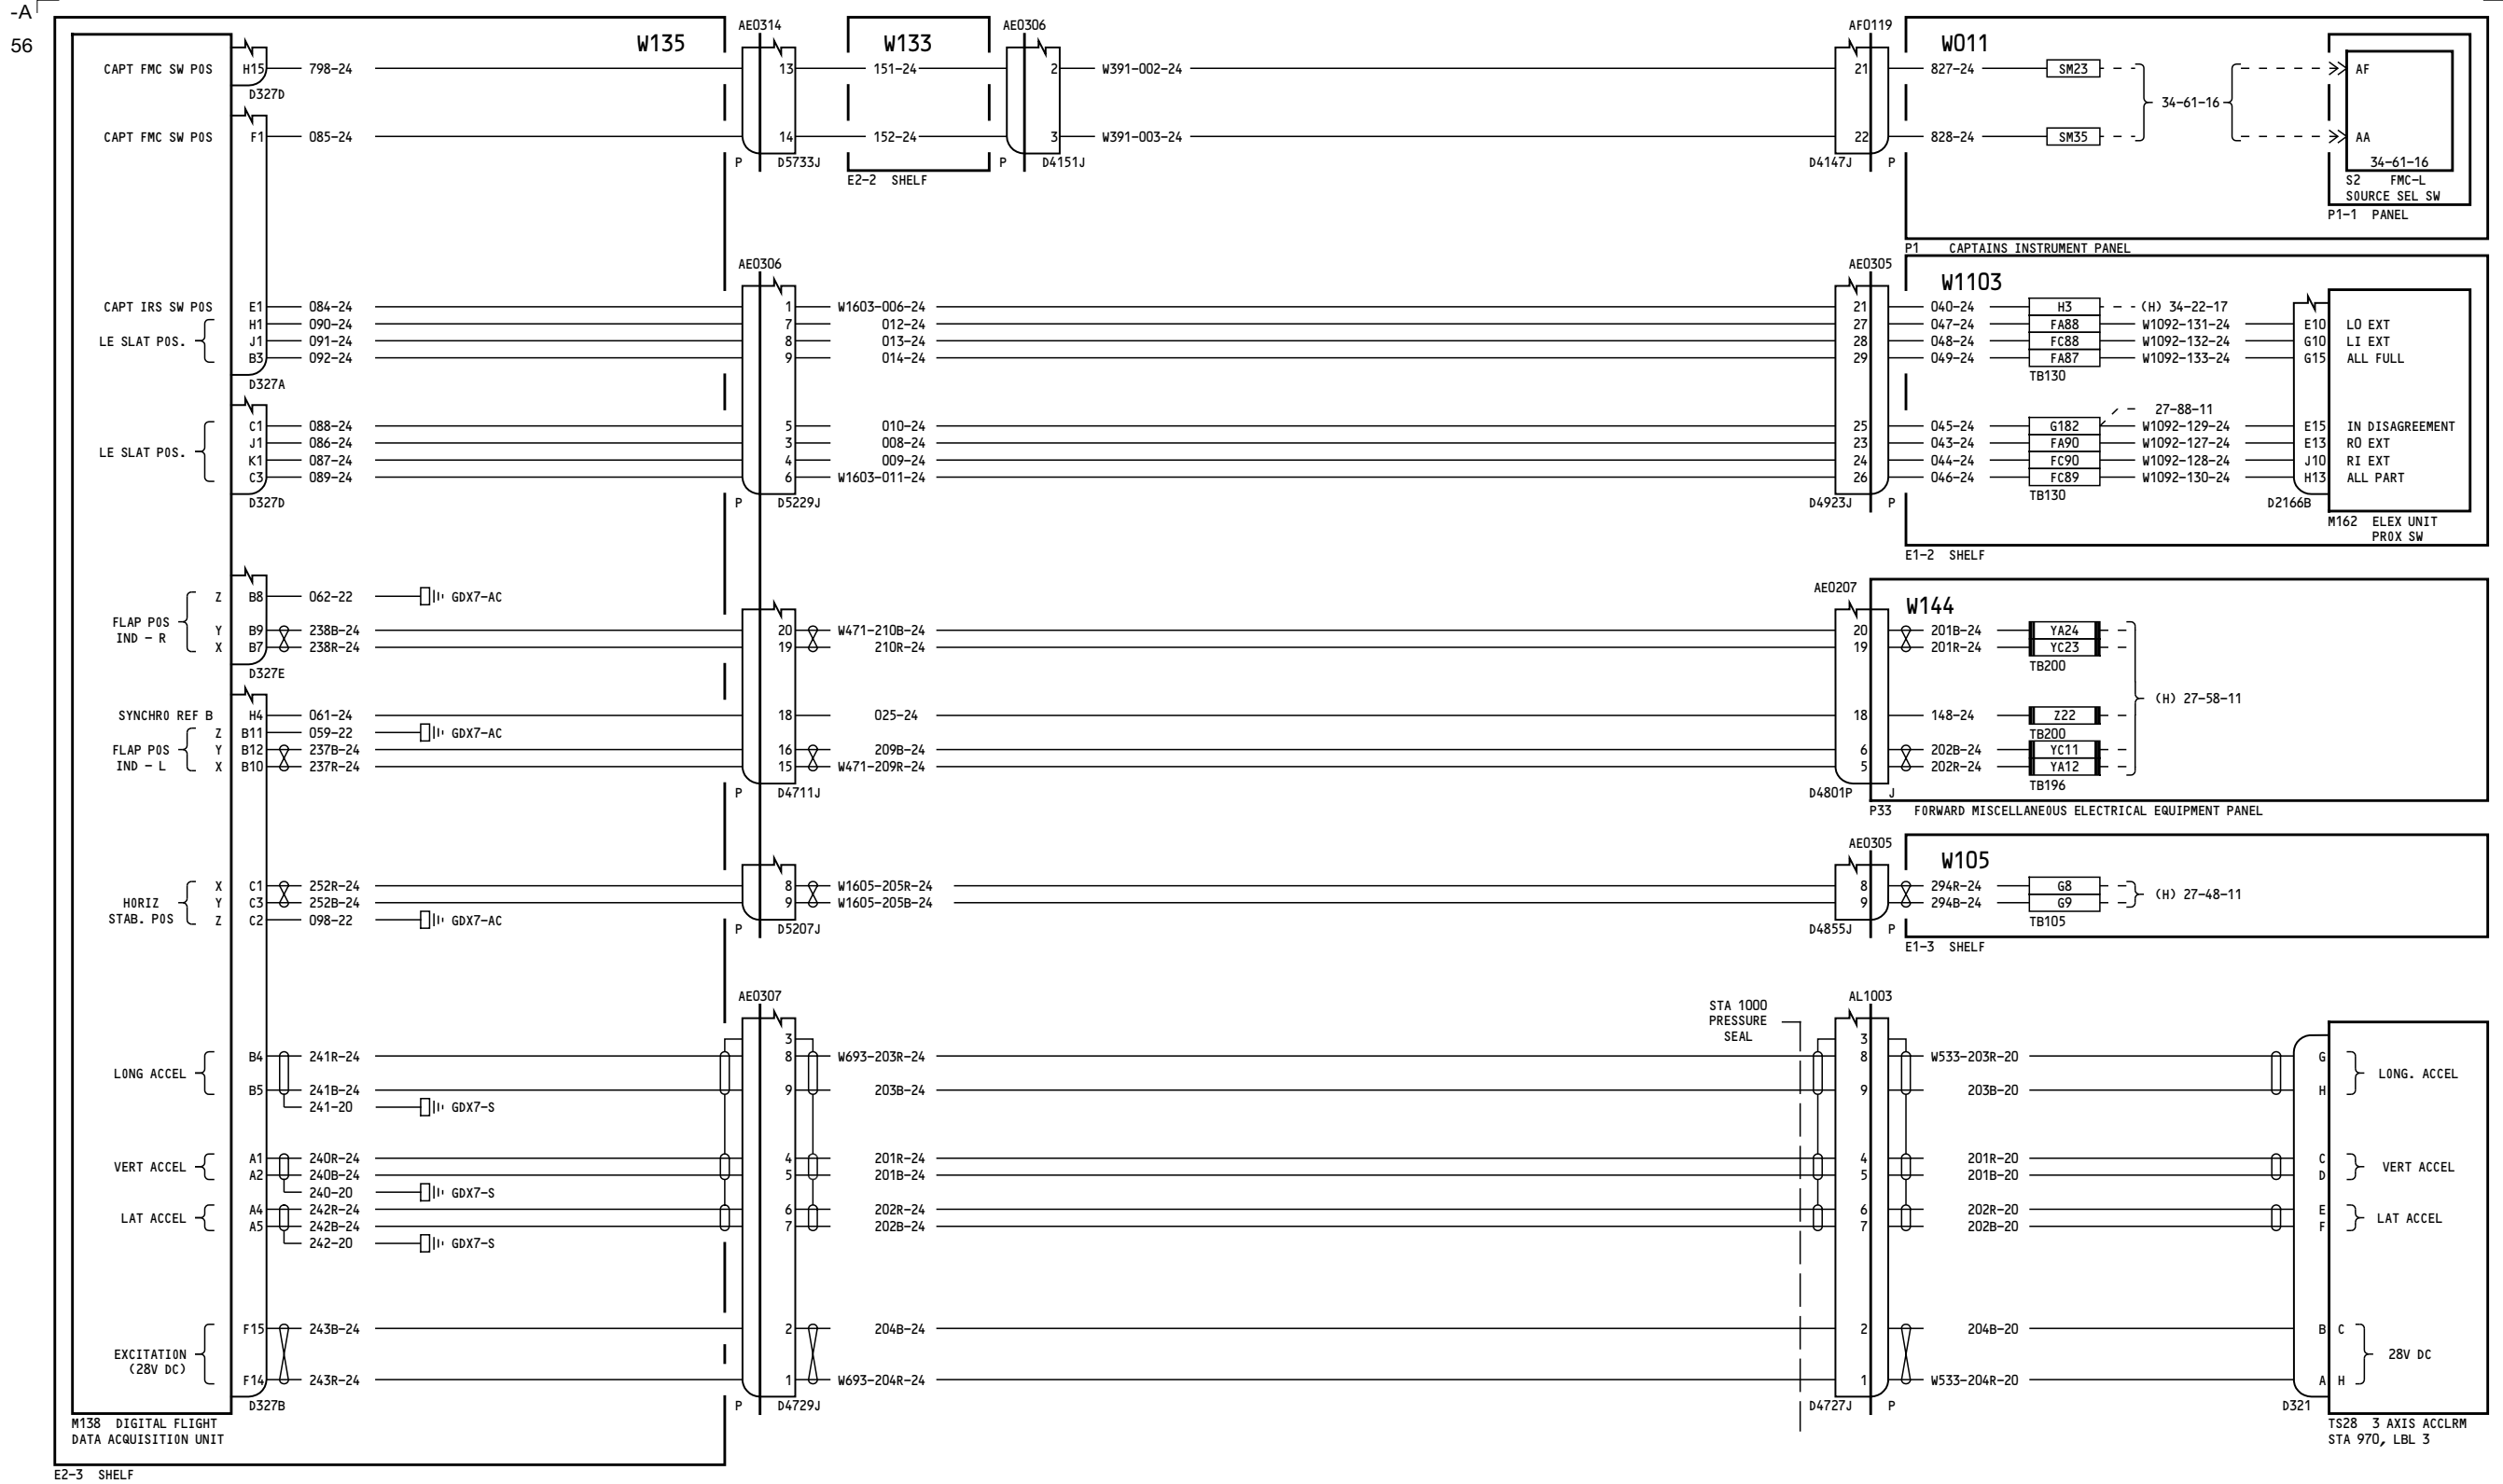 -A
56
W135
AE0314
W133
AE0306
AF0119
W011
CAPT FMC SW POS H15 798-24 13 151-24 2 W391-002-24 21 827-24 SM23 AF
D327D
34-61-16
CAPT FMC SW POS F1 085-24 14 152-24 3 W391-003-24 22 828-24 SM35 AA
P D5733J P D4151J D4147J P 34-61-16
E2-2 SHELF
S2 FMC-L
SOURCE SEL SW
P1-1 PANEL
P1 CAPTAINS INSTRUMENT PANEL
AE0306 AE0305
W1103
CAPT IRS SW POS E1 084-24 1 W1603-006-24 21 040-24 H3 (H) 34-22-17
H1 090-24 7 012-24 27 047-24 FA88 W1092-131-24 E10 LO EXT
LE SLAT POS. J1 091-24 8 013-24 28 048-24 FC88 W1092-132-24 G10 LI EXT
B3 092-24 9 014-24 29 049-24 FA87 W1092-133-24 G15 ALL FULL
D327A TB130
27-88-11
C1 088-24 5 010-24 25 045-24 G182 W1092-129-24 E15 IN DISAGREEMENT
J1 086-24 3 008-24 23 043-24 FA90 W1092-127-24 E13 RO EXT
LE SLAT POS.
K1 087-24 4 009-24 24 044-24 FC90 W1092-128-24 J10 RI EXT
C3 089-24 6 W1603-011-24 26 046-24 FC89 W1092-130-24 H13 ALL PART
D327D P D5229J D4923J P TB130 D2166B
M162 ELEX UNIT
PROX SW
E1-2 SHELF
AE0207
W144
Z B8 062-22 GDX7-AC
FLAP POS
IND - R
Y B9 238B-24 20 W471-210B-24 20 201B-24 YA24
X B7 238R-24 19 210R-24 19 201R-24 YC23
D327E TB200
(H) 27-58-11
SYNCHRO REF B H4 061-24 18 025-24 18 148-24 Z22
Z B11 059-22 GDX7-AC TB200
FLAP POS Y B12 237B-24 16 209B-24 6 202B-24 YC11
IND - L X B10 237R-24 15 W471-209R-24 5 202R-24 YA12
TB196
P D4711J D4801P J
P33 FORWARD MISCELLANEOUS ELECTRICAL EQUIPMENT PANEL
AE0305
W105
X C1 252R-24 8 W1605-205R-24 8 294R-24 G8
(H) 27-48-11
HORIZ Y C3 252B-24 9 W1605-205B-24 9 294B-24 G9
STAB. POS Z C2 098-22 GDX7-AC TB105
P D5207J D4855J P
E1-3 SHELF
AE0307 AL1003
STA 1000
PRESSURE
SEAL
3 3
B4 241R-24 8 W693-203R-24 8 W533-203R-20 G
LONG ACCEL LONG. ACCEL
B5 241B-24 9 203B-24 9 203B-20 H
241-20 GDX7-S
A1 240R-24 4 201R-24 4 201R-20 C
VERT ACCEL VERT ACCEL
A2 240B-24 5 201B-24 5 201B-20 D
240-20 GDX7-S
A4 242R-24 6 202R-24 6 202R-20 E
LAT ACCEL LAT ACCEL
A5 242B-24 7 202B-24 7 202B-20 F
242-20 GDX7-S
F15 243B-24 2 204B-24 2 204B-20 B C
EXCITATION 28V DC
(28V DC)
F14 243R-24 1 W693-204R-24 1 W533-204R-20 A H
D327B P D4729J D4727J P D321
M138 DIGITAL FLIGHT
DATA ACQUISITION UNIT
TS28 3 AXIS ACCLRM
STA 970, LBL 3
E2-3 SHELF